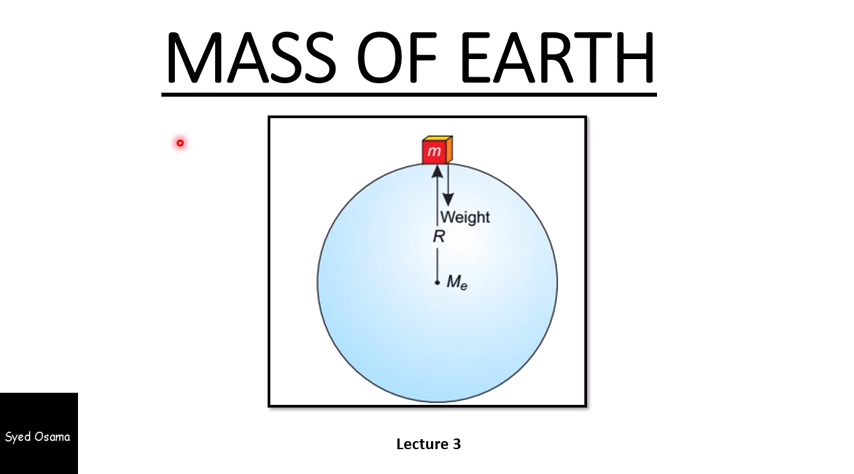 MASS OF EARTH
m
Weight
R
Me
Syed Osama
Lecture 3